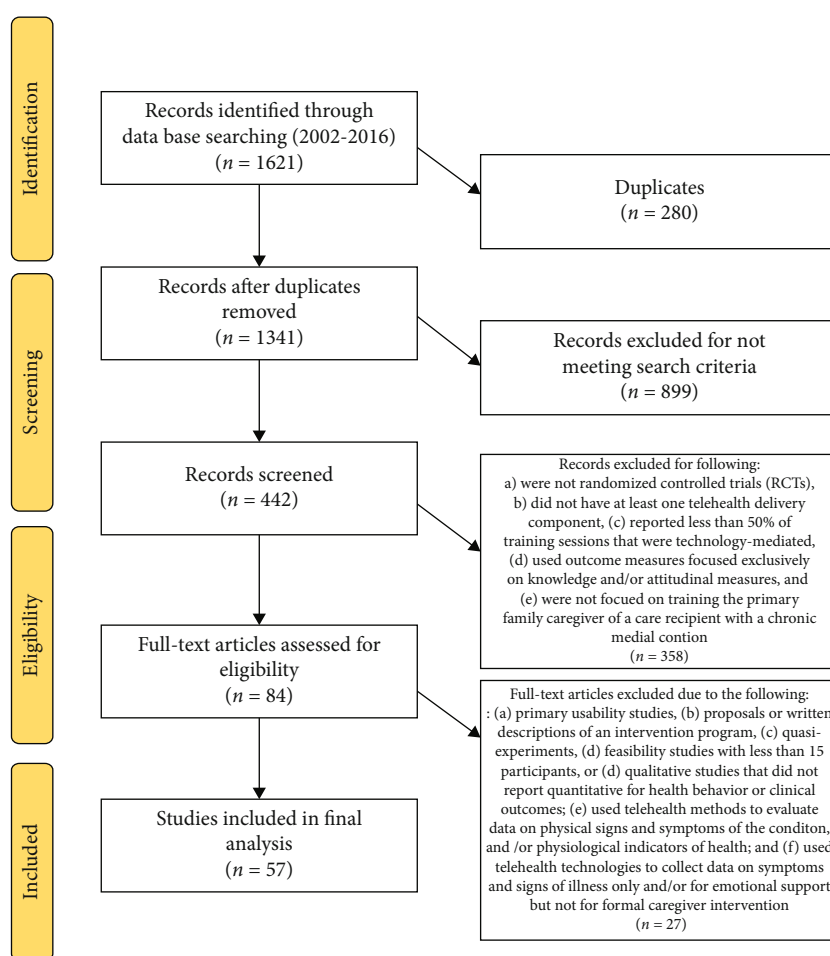 Identification
Records identified through
data base searching (2002-2016)
(n = 1621)
Duplicates
(n = 280)
Screening
Records after duplicates
removed
(n = 1341)
Records excluded for not
meeting search criteria
(n = 899)
Records screened
(n = 442)
Records excluded for following:
a) were not randomized controlled trials (RCTs),
b) did not have at least one telehealth delivery
component, (c) reported less than 50% of
training sessions that were technology-mediated,
(d) used outcome measures focused exclusively
on knowledge and/or attitudinal measures, and
(e) were not focued on training the primary
family caregiver of a care recipient with a chronic
medial contion
(n = 358)
Eligibility
Full-text articles assessed for
eligibility
(n = 84)
Full-text articles excluded due to the following:
: (a) primary usability studies, (b) proposals or written
descriptions of an intervention program, (c) quasi-
experiments, (d) feasibility studies with less than 15
participants, or (d) qualitative studies that did not
report quantitative for health behavior or clinical
outcomes; (e) used telehealth methods to evaluate
data on physical signs and symptoms of the conditon,
and /or physiological indicators of health; and (f) used
telehealth technologies to collect data on symptoms
and signs of illness only and/or for emotional support
but not for formal caregiver intervention
(n = 27)
Included
Studies included in final
analysis
(n = 57)